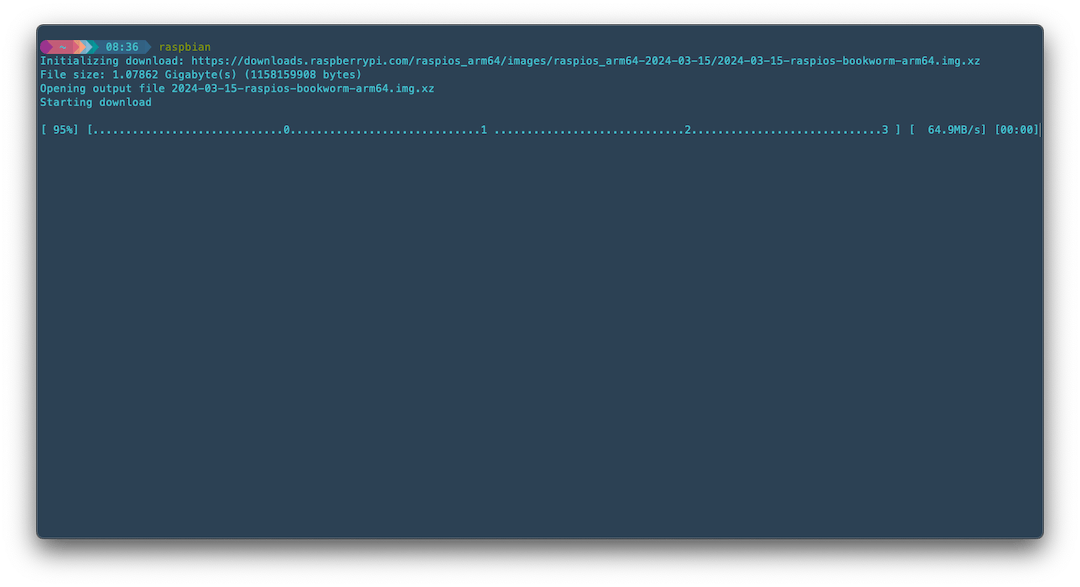 ~ 08:36 raspbian
Initializing download: https://downloads.raspberrypi.com/raspios_arm64/images/raspios_arm64-2024-03-15/2024-03-15-raspios-bookworm-arm64.img.xz
File size: 1.07862 Gigabyte(s) (1158159908 bytes)
Opening output file 2024-03-15-raspios-bookworm-arm64.img.xz
Starting download
[ 95%] [.............................0.............................1 .............................2.............................3 ] [  64.9MB/s] [00:00]